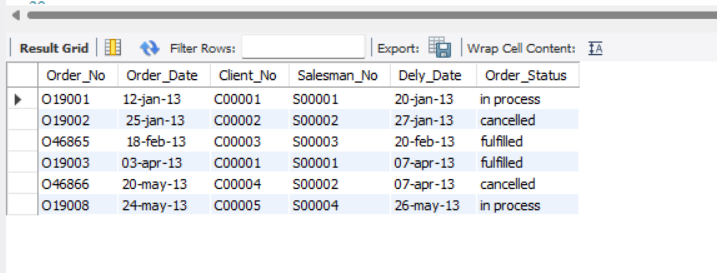 Result Grid Filter Rows: Export: Wrap Cell Content: IA
Order_No Order_Date Client_No Salesman_No Dely_Date Order_Status
O19001 12-jan-13 C00001 S00001 20-jan-13 in process
O19002 25-jan-13 C00002 S00002 27-jan-13 cancelled
O46865 18-feb-13 C00003 S00003 20-feb-13 fulfilled
O19003 03-apr-13 C00001 S00001 07-apr-13 fulfilled
O46866 20-may-13 C00004 S00002 07-apr-13 cancelled
O19008 24-may-13 C00005 S00004 26-may-13 in process